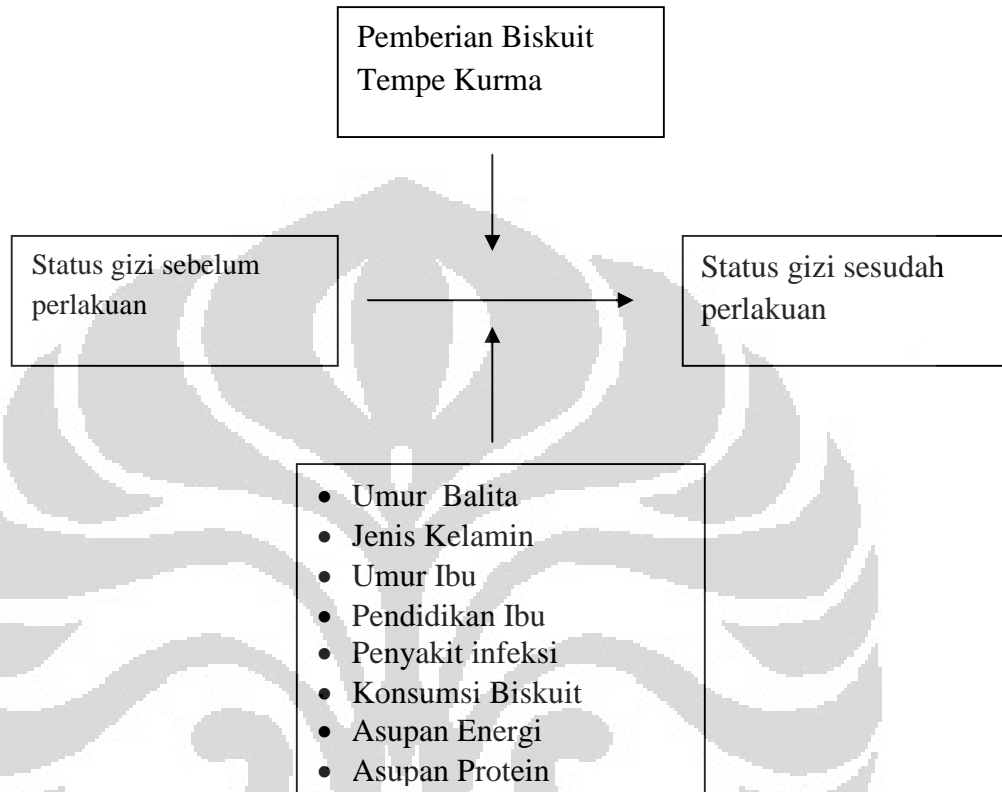 Pemberian Biskuit
Tempe Kurma
Status gizi sebelum
perlakuan
Status gizi sesudah
perlakuan
• Umur Balita
• Jenis Kelamin
• Umur Ibu
• Pendidikan Ibu
• Penyakit infeksi
• Konsumsi Biskuit
• Asupan Energi
• Asupan Protein